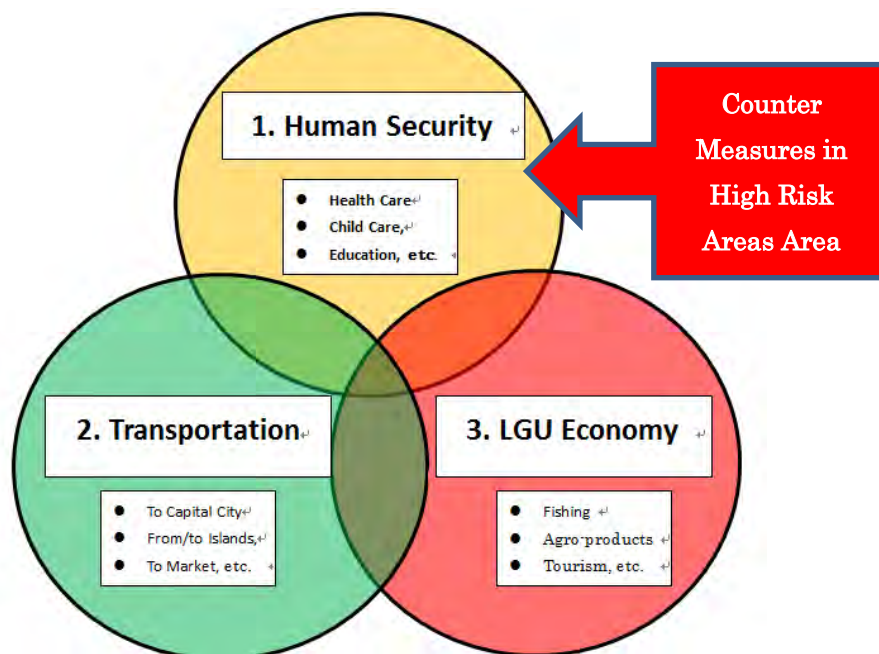 1. Human Security
● Health Care
● Child Care,
● Education, etc.
Counter
Measures in
High Risk
Areas Area
2. Transportation
● To Capital City
● From/to Islands,
● To Market, etc.
3. LGU Economy
● Fishing
● Agro-products
● Tourism, etc.